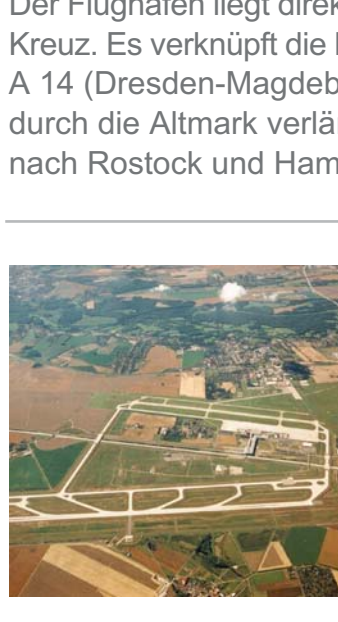 Der Flughafen liegt direk
Kreuz. Es verknüpft die
A 14 (Dresden-Magdeb
durch die Altmark verlän
nach Rostock und Ham